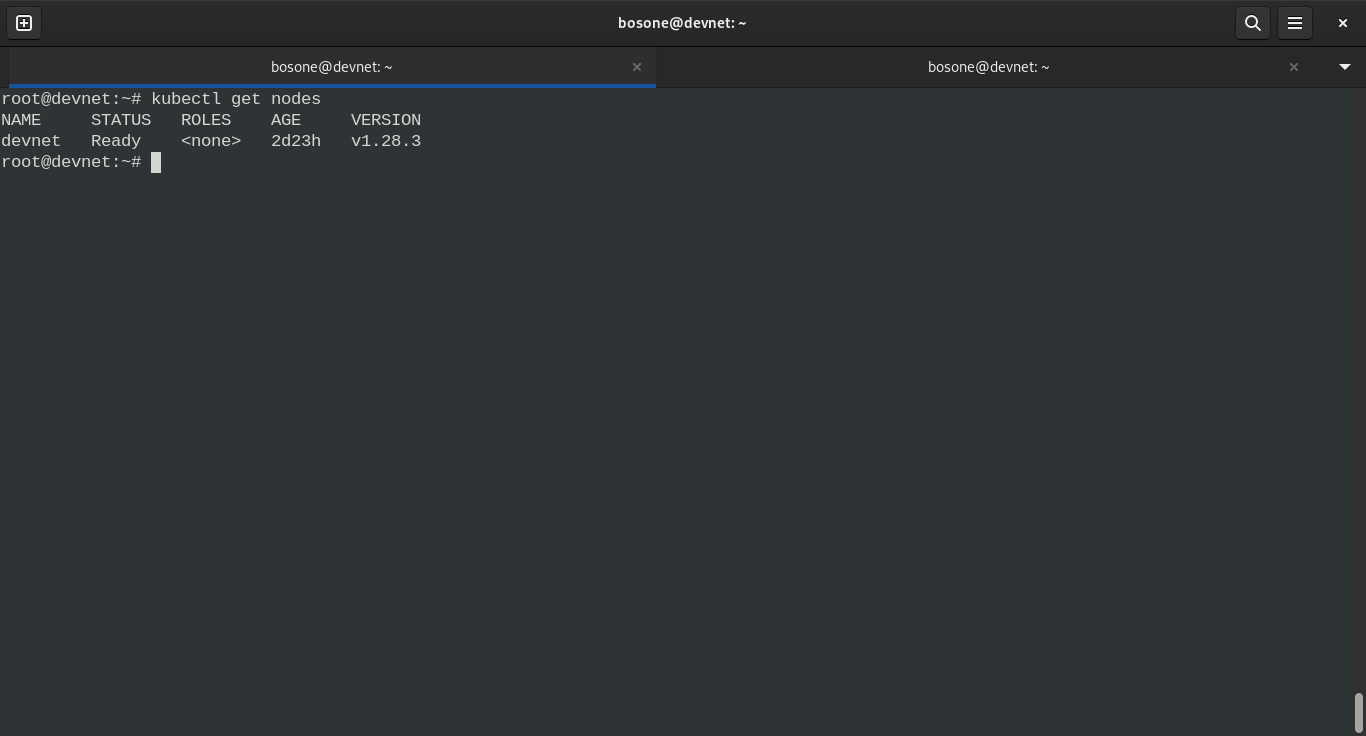 bosone@devnet: ~
bosone@devnet: ~
bosone@devnet: ~
root@devnet:~# kubectl get nodes
NAME     STATUS   ROLES    AGE     VERSION
devnet   Ready    <none>   2d23h   v1.28.3
root@devnet:~#